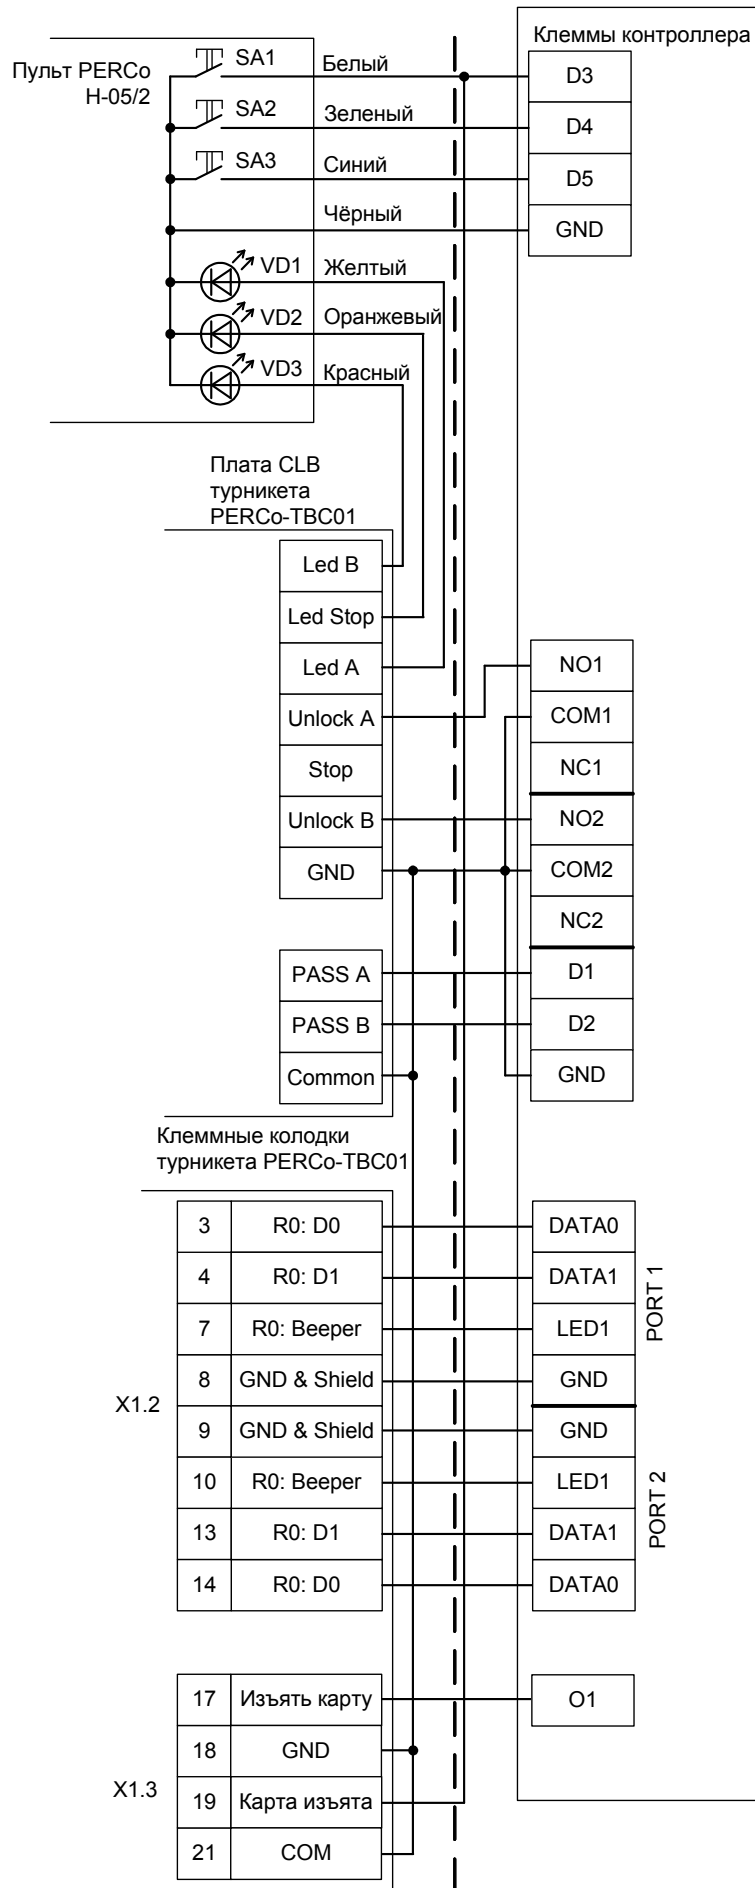 Клеммы контроллера
Пульт PERCo
Н-05/2
SA1
Белый
D3
SA2
Зеленый
D4
SA3
Синий
D5
Чёрный
GND
VD1
Желтый
VD2
Оранжевый
VD3
Красный
Плата CLB
турникета
PERCo-TBC01
Led B
Led Stop
Led A
Unlock A
Stop
Unlock B
GND
NO1
COM1
NC1
NO2
COM2
NC2
PASS A
PASS B
Common
D1
D2
GND
Клеммные колодки
турникета PERCo-TBC01
X1.2
3 R0: D0
4 R0: D1
7 R0: Beeper
8 GND & Shield
9 GND & Shield
10 R0: Beeper
13 R0: D1
14 R0: D0
DATA0
DATA1
LED1
GND
PORT 1
GND
LED1
DATA1
DATA0
PORT 2
X1.3
17 Изъять карту
18 GND
19 Карта изъята
21 COM
O1